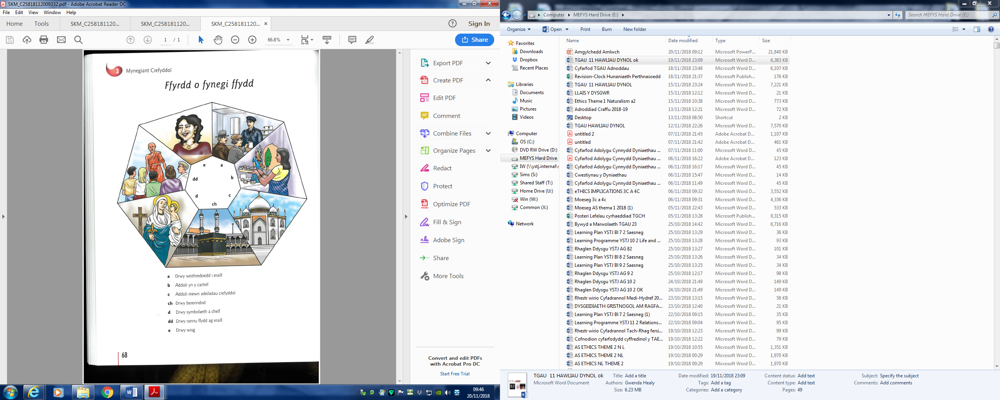 SKM_C25818112009332.pdf - Adobe Acrobat Reader DC
File Edit View Window Help
Home Tools SKM_C258181120... SKM_C258181120... SKM_C258181120... × Sign In
1 / 1 66.8% Share
3 Mynegiant Crefyddol
Ffyrdd o fynegi ffydd
e a
dd b
d c
ch
a Drwy weithredoedd i eraill
b Addoli yn y cartref
c Addoli mewn adeiladau crefyddol
ch Drwy bererindod
d Drwy symbolaeth a chelf
dd Drwy rannu ffydd ag eraill
e Drwy wisg
68
Export PDF
Create PDF
Edit PDF
Comment
Combine Files
Organize Pages
Redact
Protect
Optimize PDF
Fill & Sign
Adobe Sign
Share
More Tools
Convert and edit PDFs
with Acrobat Pro DC
Start Free Trial
09:46
20/11/2018
Computer MEFYS Hard Drive (E:) Search MEFYS Hard Drive (E:)
Organize Open Print Burn New folder
Favorites
Downloads
Dropbox
Recent Places
Libraries
Documents
Music
Pictures
Videos
Computer
OS (C:)
DVD RW Drive (D:)
MEFYS Hard Drive
IW (\\ystj.internal\
Sims (S:)
Shared Staff (T:)
Home Drive (U:)
Win (W:)
Common (X:)
Network
Name Date modified Type Size
Amgylchedd Amlwch 20/11/2018 09:12 Microsoft PowerP... 21,840 KB
TGAU 11 HAWLIAU DYNOL ok 19/11/2018 23:09 Microsoft Word D... 6,383 KB
Cyfarfod TGAU Adnoddau 18/11/2018 23:48 Microsoft Word D... 6,107 KB
Revision-Clock Hunaniaeth Perthnasoedd 18/11/2018 21:37 Microsoft Publish... 176 KB
TGAU 11 HAWLIAU DYNOL 15/11/2018 23:24 Microsoft Word D... 7,221 KB
LLAIS Y DYSGWR 15/11/2018 12:12 Microsoft Word D... 21 KB
Ethics Theme 1 Naturalism a2 15/11/2018 10:38 Microsoft Word D... 773 KB
Adroddiad Craffu 2018-19 13/11/2018 12:21 Microsoft Word D... 72 KB
Desktop 13/11/2018 08:50 Shortcut 2 KB
TGAU HAWLIAU DYNOL 12/11/2018 22:26 Microsoft Word D... 7,570 KB
untitled 2 07/11/2018 21:45 Adobe Acrobat D... 1,107 KB
untitled 07/11/2018 21:42 Adobe Acrobat D... 461 KB
Cyfarfod Adolygu Cynnydd Dyniaethau ... 07/11/2018 11:00 Microsoft Word D... 45 KB
Cyfarfod Adolygu Cynnydd Dyniaethau ... 06/11/2018 16:22 Adobe Acrobat D... 123 KB
Cyfarfod Adolygu Cynnydd Dyniaethau ... 06/11/2018 16:17 Microsoft Word D... 45 KB
Cwestiynau y Dyniaethau 06/11/2018 15:47 Microsoft Word D... 14 KB
Cyfarfod Adolygu Cynnydd Dyniaethau ... 06/11/2018 11:49 Microsoft Word D... 45 KB
eTHICS IMPLICATIONS 3C A 4C 06/11/2018 09:32 Microsoft Word D... 3,552 KB
Moeseg 3c a 4c 06/11/2018 09:31 Microsoft Word D... 4,336 KB
Moeseg AS thema 1 2018 (1) 05/11/2018 22:43 Microsoft Word D... 533 KB
Posteri Lefelau cyrhaeddiad TGCH 05/11/2018 13:28 Microsoft Publish... 9,315 KB
Bywyd a Marwolaeth TGAU 23 25/10/2018 14:42 Microsoft Word D... 6,716 KB
Learning Plan YSTJ Bl 7 2 Saesneg 25/10/2018 13:29 Microsoft Word D... 36 KB
Learning Programme YSTJ 10 2 Life and ... 25/10/2018 13:28 Microsoft Word D... 93 KB
Rhaglen Ddysgu YSTJ AG 82 25/10/2018 13:27 Microsoft Word D... 101 KB
Learning Plan YSTJ Bl 8 2 Saesneg 25/10/2018 13:26 Microsoft Word D... 34 KB
Learning Plan YSTJ Bl 9 2 Saesneg 25/10/2018 13:25 Microsoft Word D... 34 KB
Rhaglen Ddysgu YSTJ AG 9 2 25/10/2018 12:17 Microsoft Word D... 98 KB
Rhaglen Ddysgu YSTJ AG 10 2 24/10/2018 21:49 Microsoft Word D... 149 KB
Rhaglen Ddysgu YSTJ AG 10 2 OK 24/10/2018 21:49 Microsoft Word D... 149 KB
Rhestr wirio Cyfadrannol Medi-Hydref 20... 23/10/2018 13:15 Microsoft Word D... 58 KB
DYSGEIDIAETH GRISTNOGOL AM RAGFA... 23/10/2018 12:40 Microsoft Word D... 21 KB
Learning Plan YSTJ Bl 7 2 Saesneg (1) 22/10/2018 09:15 Microsoft Word D... 35 KB
Learning Programme YSTJ 11 2 Relations... 22/10/2018 09:04 Microsoft Word D... 95 KB
Rhestr wirio Cyfadrannol Tach-Rhag fersi... 19/10/2018 12:23 Microsoft Word D... 99 KB
Cofnodion cyfarfodydd cyffredinol y TAE... 19/10/2018 12:22 Microsoft Word D... 79 KB
AS ETHICS THEME 2 N L 19/10/2018 10:55 Microsoft Word D... 1,351 KB
AS ETHICS THEME 2 NL 19/10/2018 00:29 Microsoft Word D... 1,970 KB
AS ETHICS NL THEME 2 19/10/2018 00:29 Microsoft Word D... 1,970 KB
TGAU 11 HAWLIAU DYNOL ok Title: Add a title Date modified: 19/11/2018 23:09 Content status: Add text Subject: Specify the subject
Microsoft Word Document Authors: Gwenda Healy Tags: Add a tag Content type: Add text Comments: Add comments
Size: 6.23 MB Categories: Add a category Pages: 49